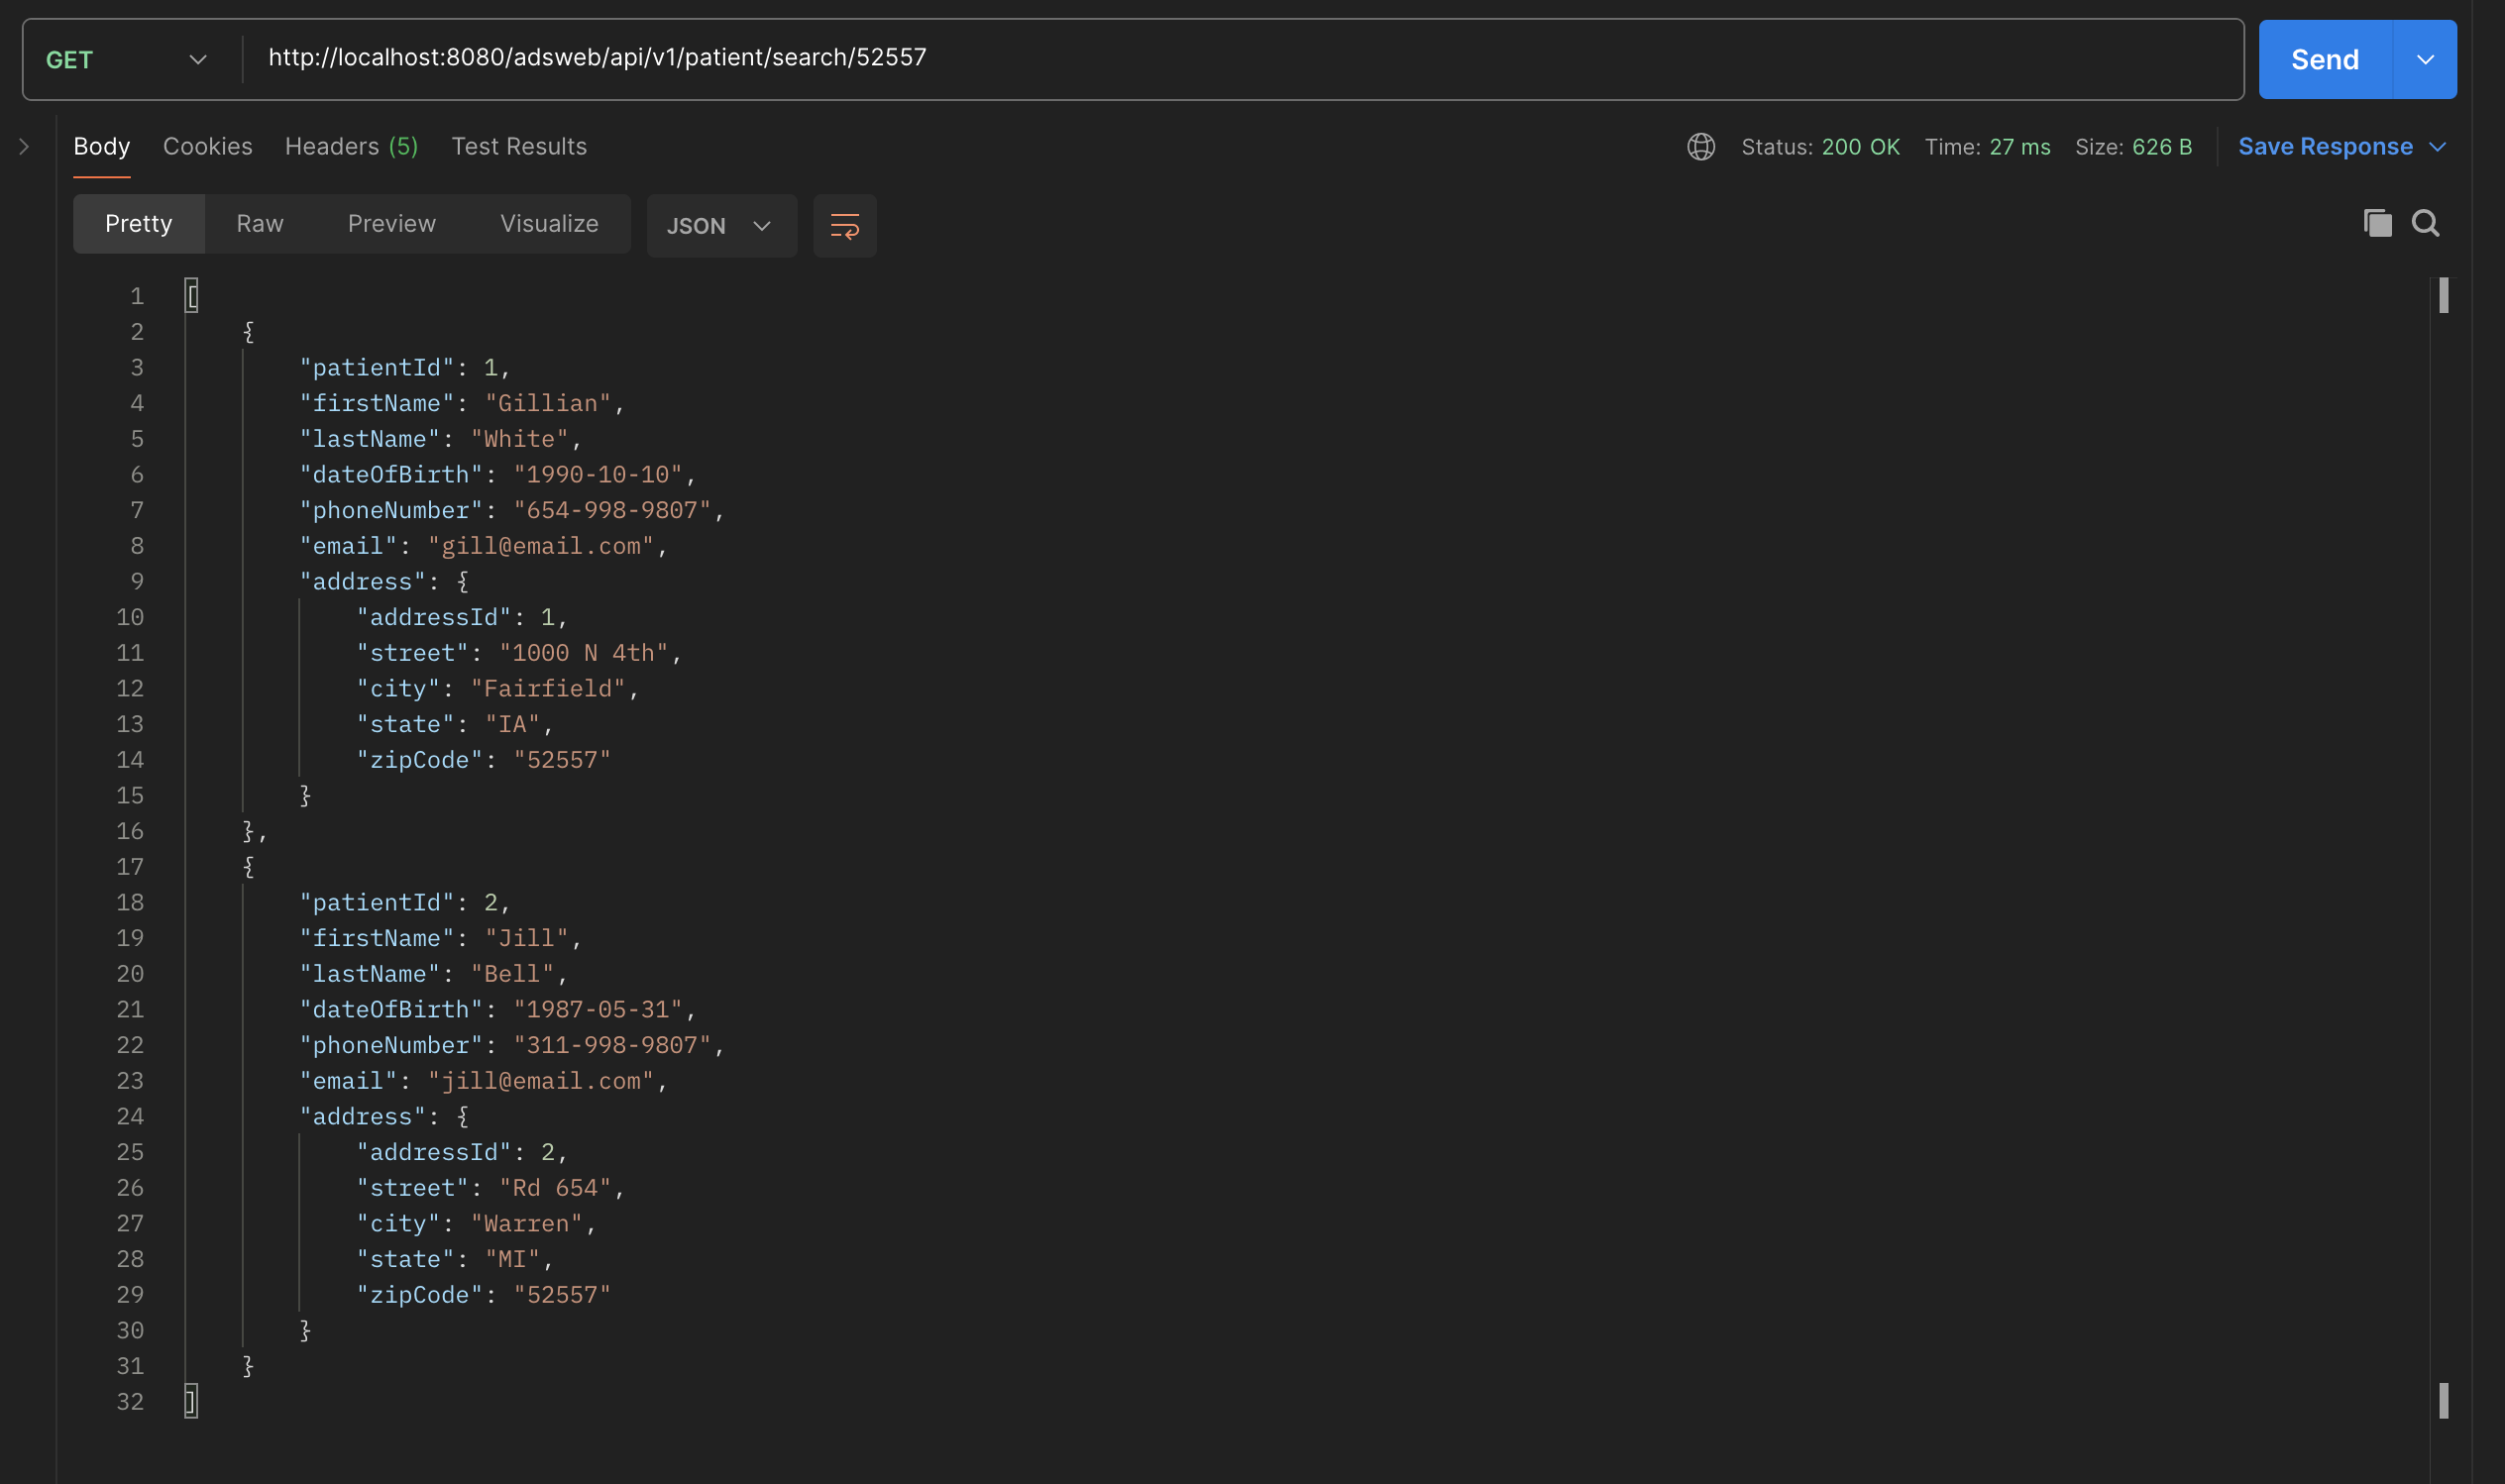 GET http://localhost:8080/adsweb/api/v1/patient/search/52557 Send
Body Cookies Headers (5) Test Results Status: 200 OK Time: 27 ms Size: 626 B Save Response
Pretty Raw Preview Visualize JSON
1 [
2 {
3 "patientId": 1,
4 "firstName": "Gillian",
5 "lastName": "White",
6 "dateOfBirth": "1990-10-10",
7 "phoneNumber": "654-998-9807",
8 "email": "gill@email.com",
9 "address": {
10 "addressId": 1,
11 "street": "1000 N 4th",
12 "city": "Fairfield",
13 "state": "IA",
14 "zipCode": "52557"
15 }
16 },
17 {
18 "patientId": 2,
19 "firstName": "Jill",
20 "lastName": "Bell",
21 "dateOfBirth": "1987-05-31",
22 "phoneNumber": "311-998-9807",
23 "email": "jill@email.com",
24 "address": {
25 "addressId": 2,
26 "street": "Rd 654",
27 "city": "Warren",
28 "state": "MI",
29 "zipCode": "52557"
30 }
31 }
32 ]